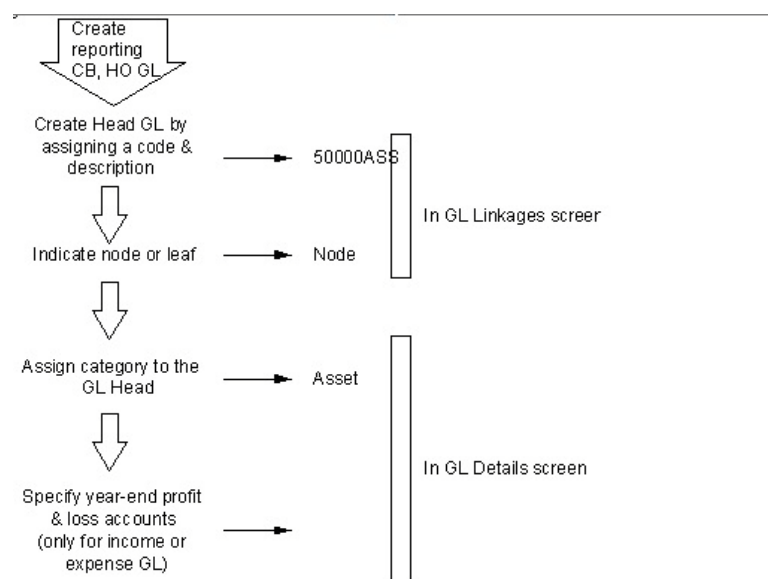 Create
reporting
CB, HO GL
Create Head GL by
assigning a code &
description
50000ASS
In GL Linkages screer
Indicate node or leaf
Node
Assign category to the
GL Head
Asset
In GL Details screen
Specify year-end profit
& loss accounts
(only for income or
expense GL)